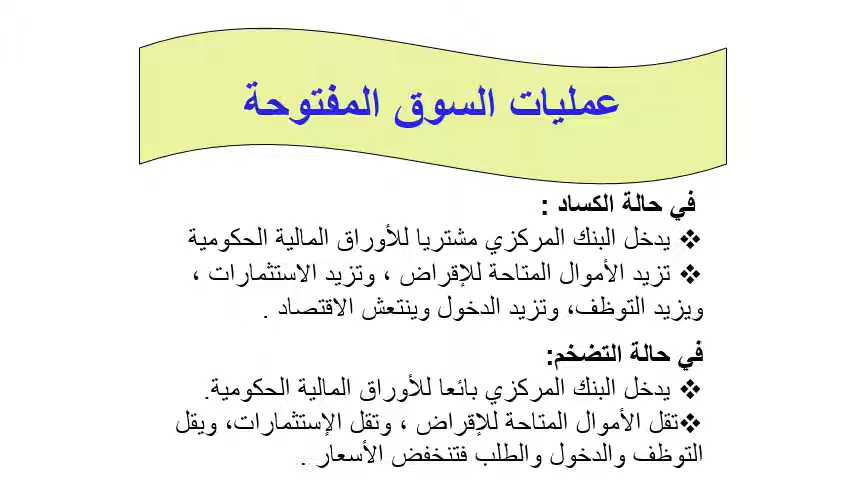 عمليات السوق المفتوحة
في حالة الكساد :
❖ يدخل البنك المركزي مشتريا للأوراق المالية الحكومية
❖ تزيد الأموال المتاحة للإقراض ، وتزيد الاستثمارات ،
ويزيد التوظف، وتزيد الدخول وينتعش الاقتصاد .
في حالة التضخم:
❖ يدخل البنك المركزي بائعا للأوراق المالية الحكومية.
❖تقل الأموال المتاحة للإقراض ، وتقل الإستثمارات، ويقل
التوظف والدخول والطلب فتنخفض الأسعار .